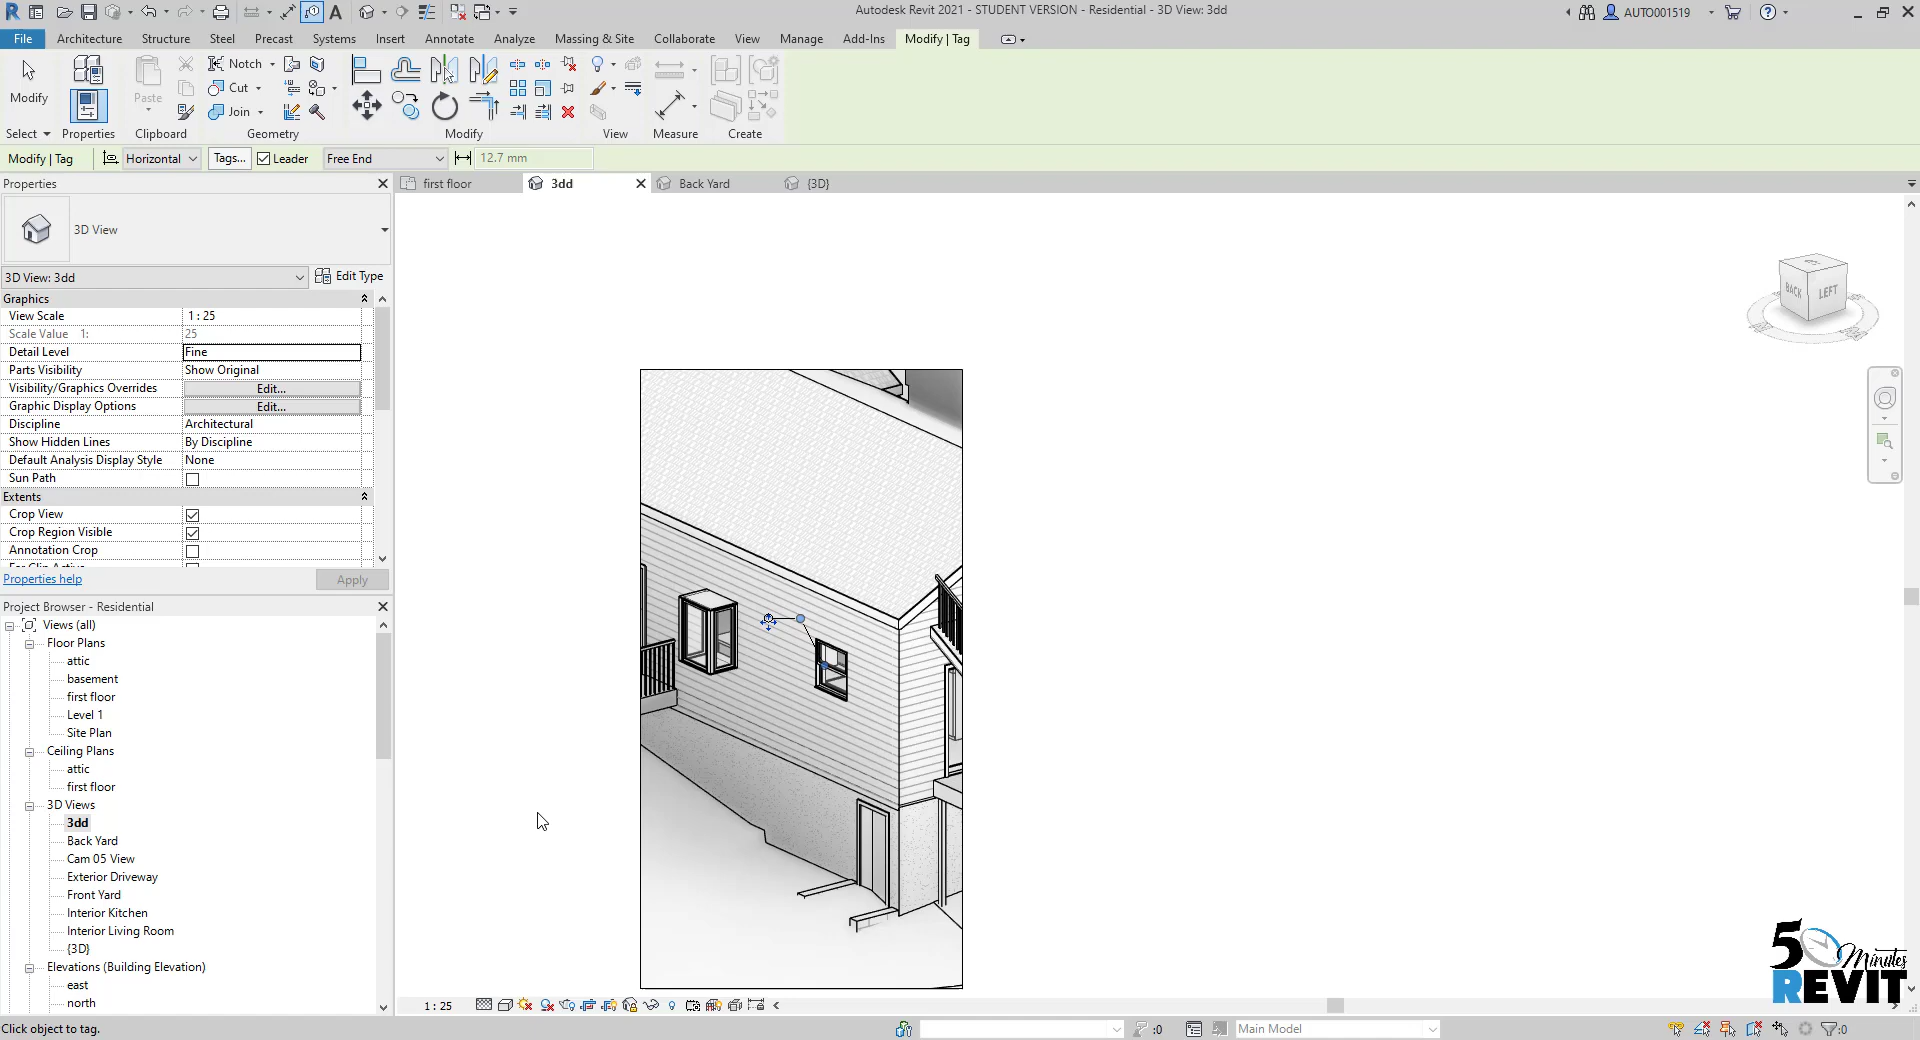 Autodesk Revit 2021 - STUDENT VERSION - Residential - 3D View: 3dd
AUTO001519
File Architecture Structure Steel Precast Systems Insert Annotate Analyze Massing & Site Collaborate View Manage Add-Ins Modify | Tag
Modify
Paste
Notch
Cut
Join
Select Properties Clipboard Geometry Modify View Measure Create
Modify | Tag Horizontal Tags... Leader Free End 12.7 mm
Properties
first floor 3dd Back Yard {3D}
3D View
3D View: 3dd Edit Type
Graphics
View Scale 1 : 25
Scale Value 1: 25
Detail Level Fine
Parts Visibility Show Original
Visibility/Graphics Overrides Edit...
Graphic Display Options Edit...
Discipline Architectural
Show Hidden Lines By Discipline
Default Analysis Display Style None
Sun Path
Extents
Crop View
Crop Region Visible
Annotation Crop
Far Clip Active
Properties help Apply
Project Browser - Residential
Views (all)
Floor Plans
attic
basement
first floor
Level 1
Site Plan
Ceiling Plans
attic
first floor
3D Views
3dd
Back Yard
Cam 05 View
Exterior Driveway
Front Yard
Interior Kitchen
Interior Living Room
{3D}
Elevations (Building Elevation)
east
north
BACK LEFT
5 Minutes
REVIT
1 : 25
Click object to tag.
:0
Main Model
:0